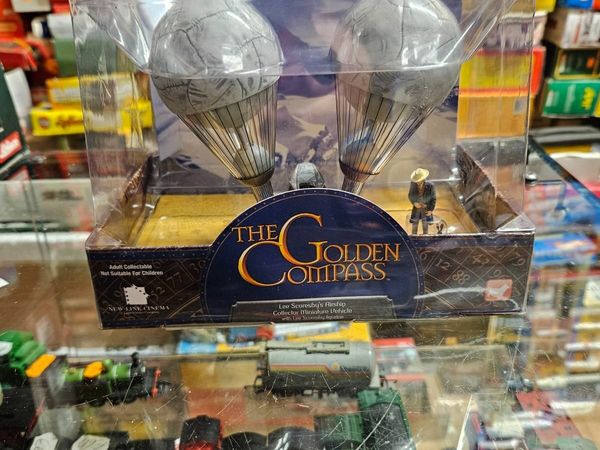 THE
GOLDEN
COMPASS™
Adult Collectable
Not Suitable For Children
NEW LINE CINEMA
Lee Scoresby's Airship
Collector Miniature Vehicle
with Lee Scoresby figurine